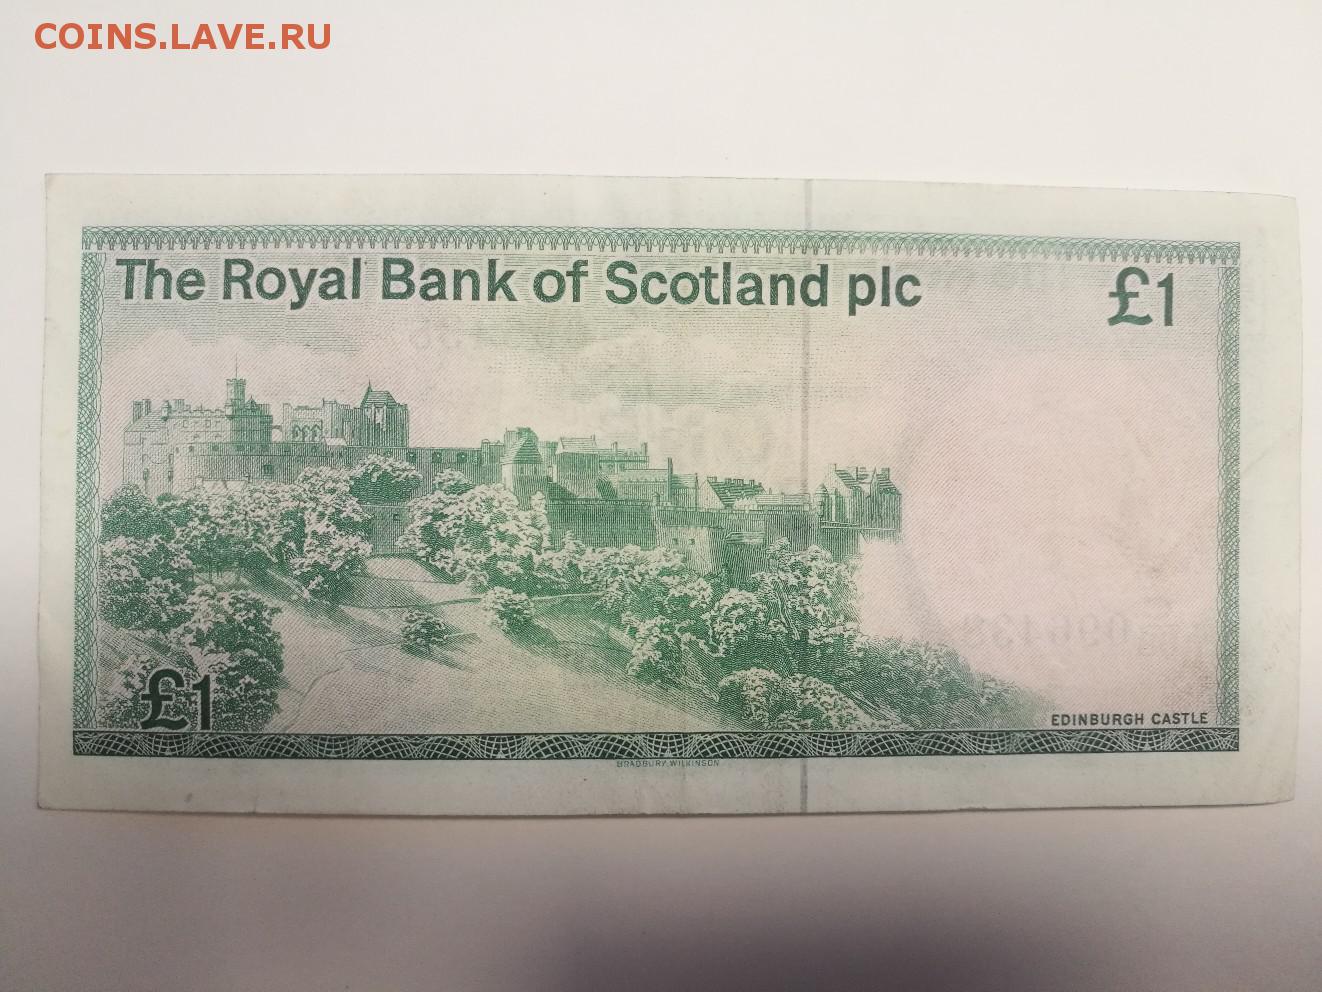 COINS.LAVE.RU
The Royal Bank of Scotland plc
£1
£1
EDINBURGH CASTLE
BRADBURY WILKINSON